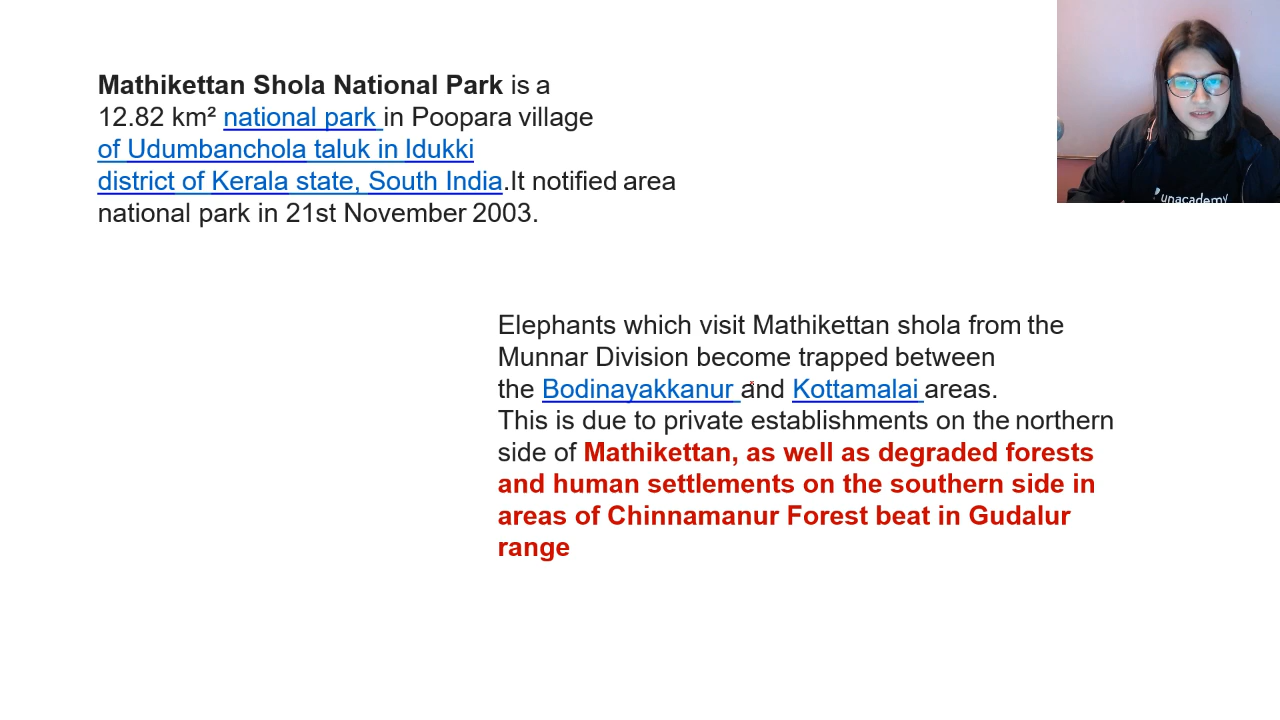 Mathikettan Shola National Park is a
12.82 km² national park in Poopara village
of Udumbanchola taluk in Idukki
district of Kerala state, South India.It notified area
national park in 21st November 2003.
Elephants which visit Mathikettan shola from the
Munnar Division become trapped between
the Bodinayakkanur and Kottamalai areas.
This is due to private establishments on the northern
side of Mathikettan, as well as degraded forests
and human settlements on the southern side in
areas of Chinnamanur Forest beat in Gudalur
range
unacademy